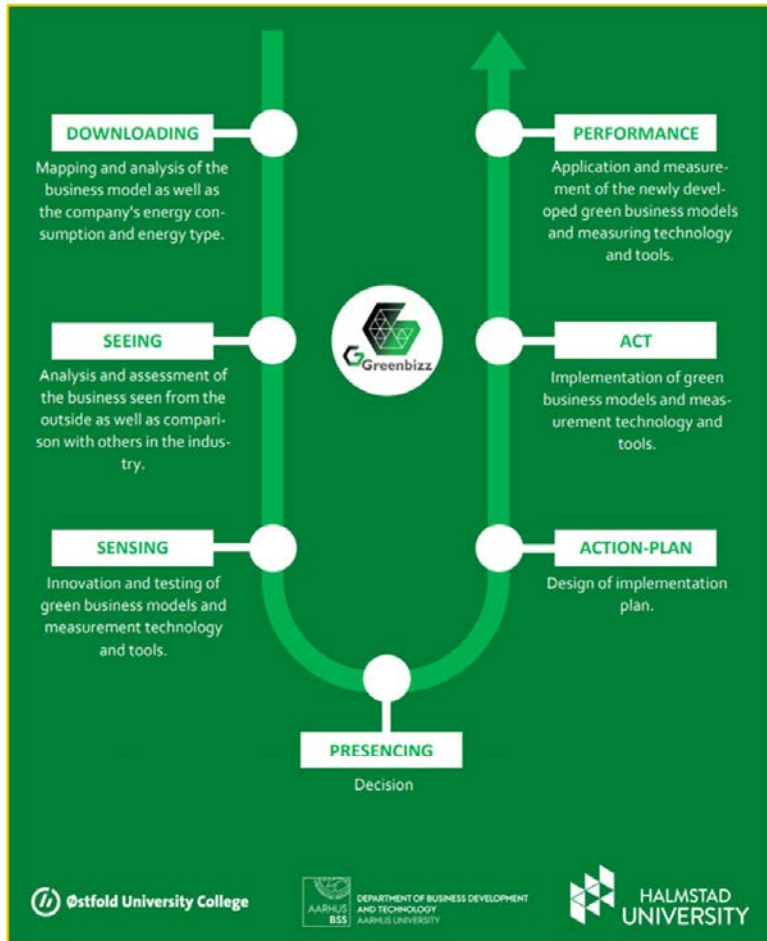 DOWNLOADING
Mapping and analysis of the
business model as well as
the company's energy con-
sumption and energy type.
SEEING
Analysis and assessment of
the business seen from the
outside as well as compari-
son with others in the indus-
try.
SENSING
Innovation and testing of
green business models and
measurement technology
and tools.
PRESENCING
Decision
ACTION-PLAN
Design of implementation
plan.
ACT
Implementation of green
business models and meas-
urement technology and
tools.
PERFORMANCE
Application and measure-
ment of the newly devel-
oped green business models
and measuring technology
and tools.
Greenbizz
Østfold University College
AARHUS
BSS
DEPARTMENT OF BUSINESS DEVELOPMENT
AND TECHNOLOGY
AARHUS UNIVERSITY
HALMSTAD
UNIVERSITY